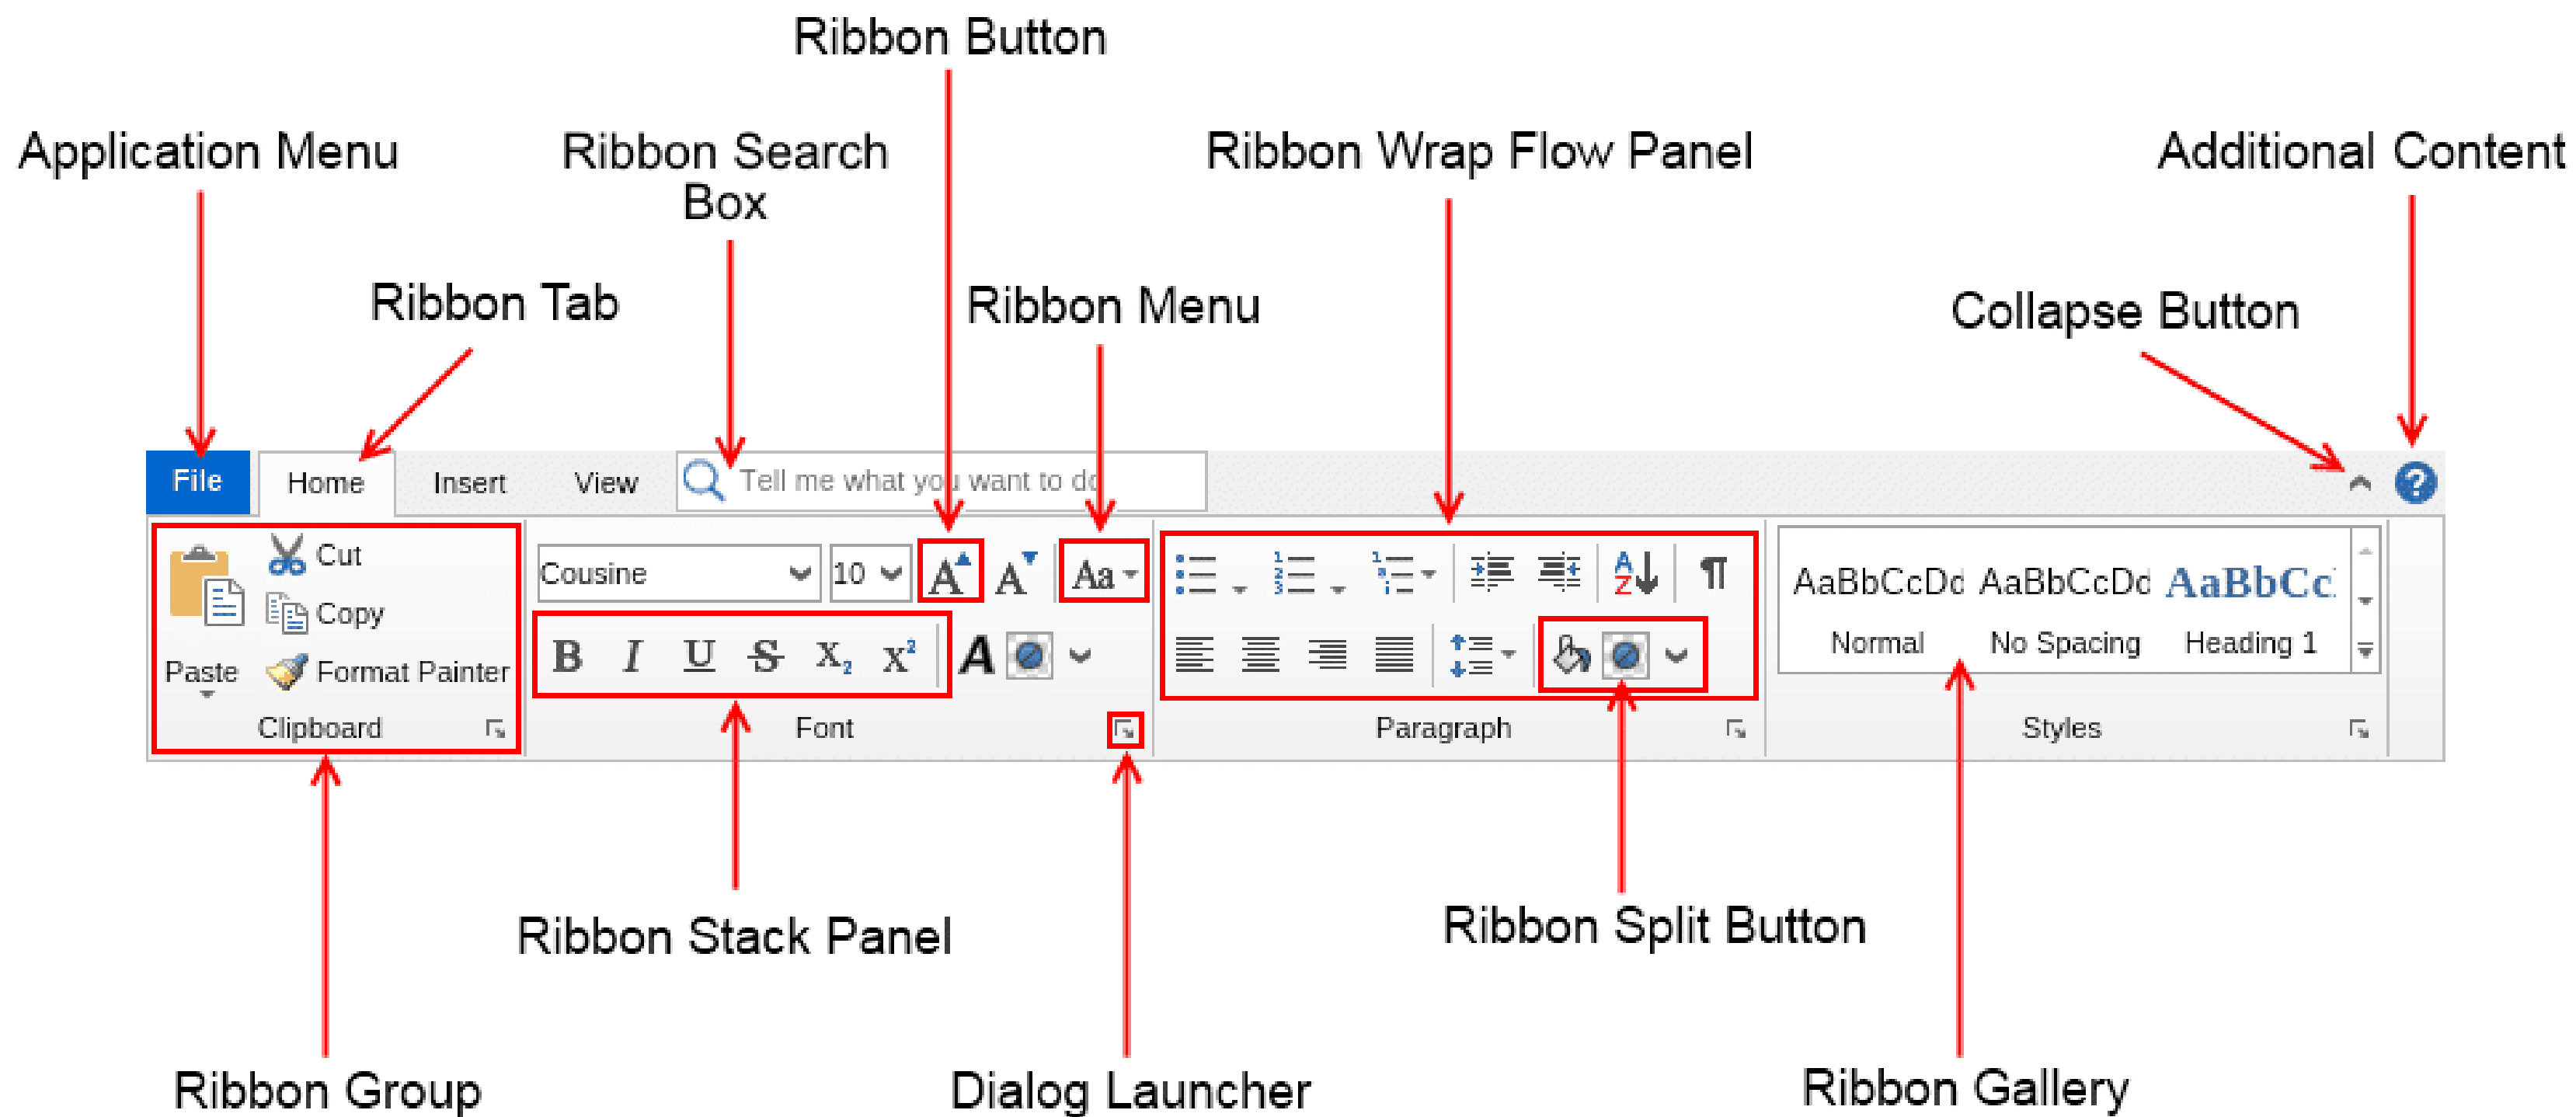 Ribbon Button
Application Menu
Ribbon Search
Box
Ribbon Wrap Flow Panel
Additional Content
Ribbon Tab
Ribbon Menu
Collapse Button
File
Home
Insert
View
Tell me what you want to do
Cut
Copy
Paste
Format Painter
Clipboard
Cousine
10
Aa
B I U S X₂ X²
Font
Paragraph
AaBbCcDd AaBbCcDd AaBbCc
Normal No Spacing Heading 1
Styles
Ribbon Stack Panel
Ribbon Split Button
Ribbon Group
Dialog Launcher
Ribbon Gallery